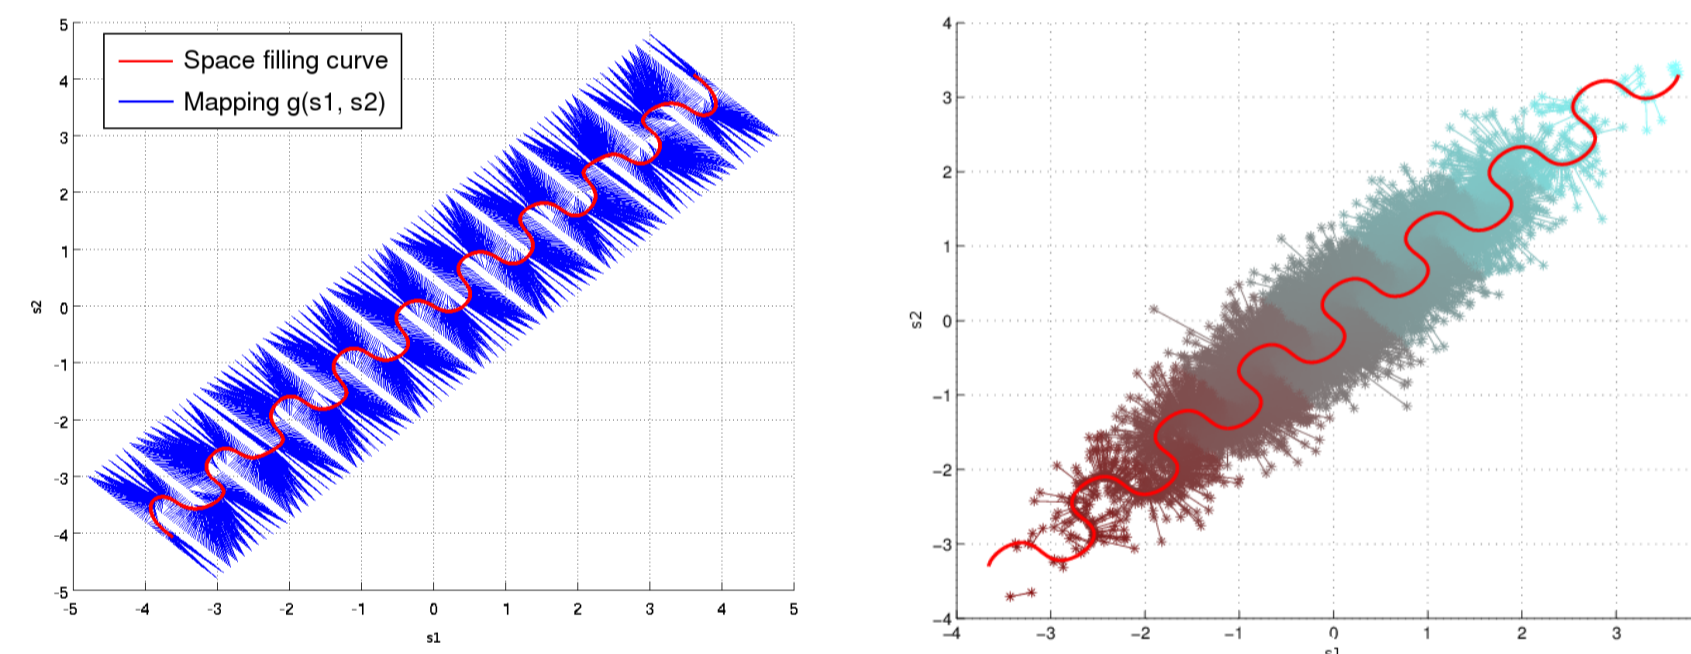 Space filling curve
Mapping g(s1, s2)
5
4
3
2
1
0
-1
-2
-3
-4
-5
s2
-5 -4 -3 -2 -1 0 1 2 3 4 5
s1
4
3
2
1
0
−1
−2
−3
−4
s2
−4 −3 −2 −1 0 1 2 3